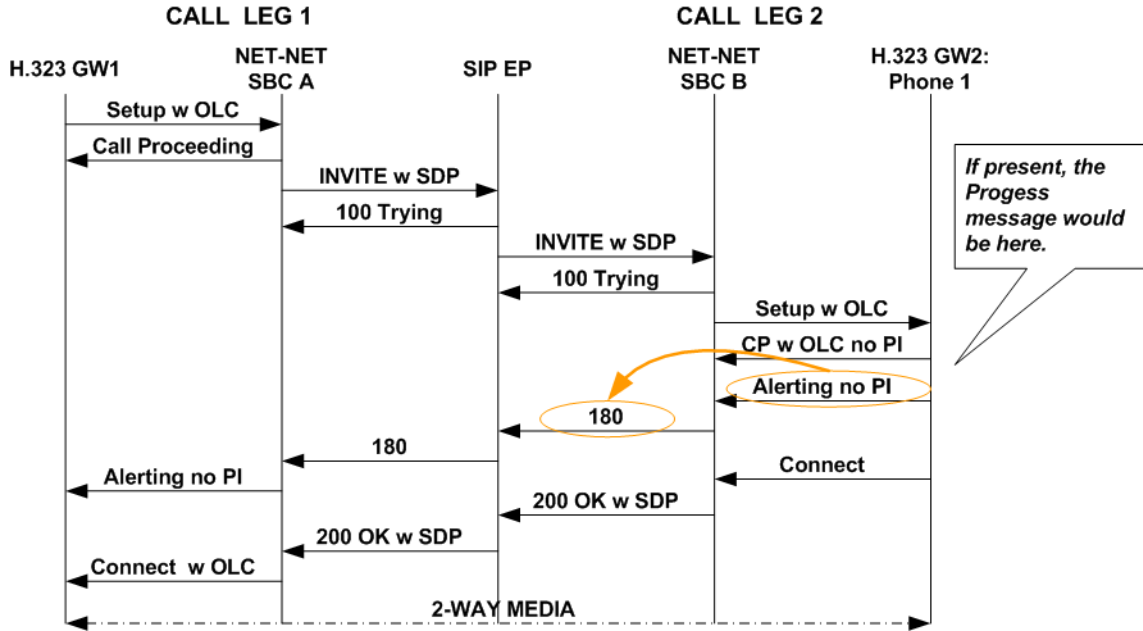 CALL LEG 1
CALL LEG 2
H.323 GW1
NET-NET
SBC A
SIP EP
NET-NET
SBC B
H.323 GW2:
Phone 1
Setup w OLC
Call Proceeding
INVITE w SDP
100 Trying
INVITE w SDP
100 Trying
If present, the
Progess
message would
be here.
Setup w OLC
CP w OLC no PI
Alerting no PI
180
180
Connect
Alerting no PI
200 OK w SDP
200 OK w SDP
Connect w OLC
2-WAY MEDIA